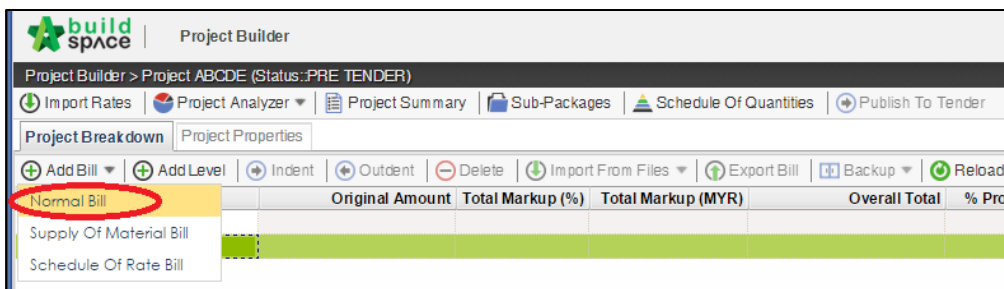 build
space
Project Builder
Project Builder > Project ABCDE (Status::PRE TENDER)
Import Rates Project Analyzer Project Summary Sub-Packages Schedule Of Quantities Publish To Tender
Project Breakdown Project Properties
Add Bill Add Level Indent Outdent Delete Import From Files Export Bill Backup Reload
Normal Bill Original Amount Total Markup (%) Total Markup (MYR) Overall Total % Pro
Supply Of Material Bill
Schedule Of Rate Bill